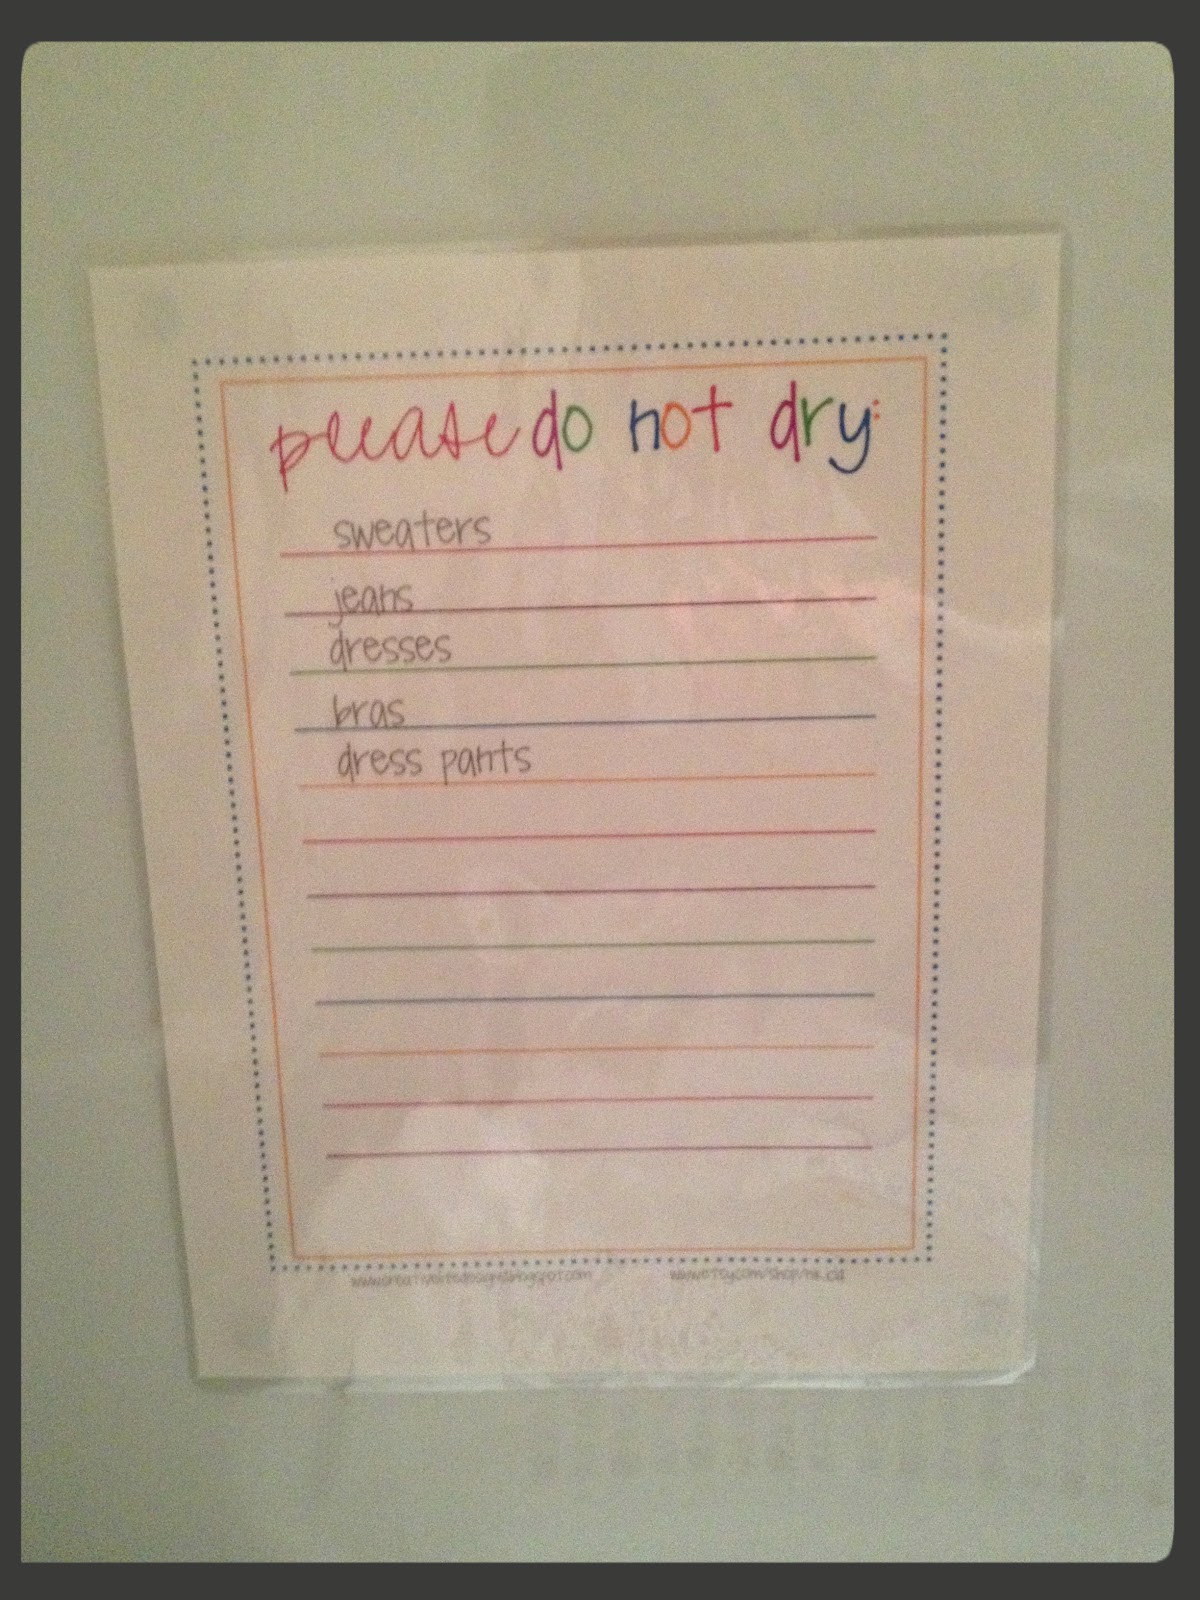 please do not dry:
sweaters
jeans
dresses
bras
dress pants